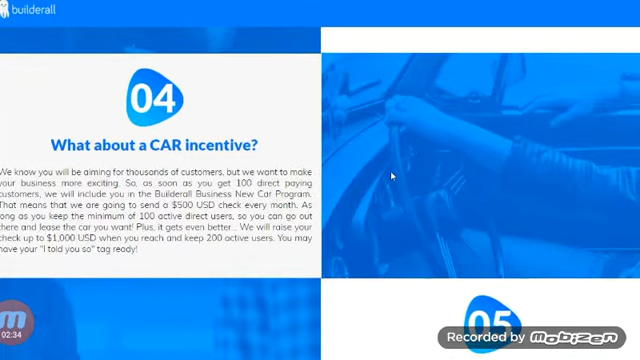 builderall
04
What about a CAR incentive?
We know you will be aiming for thousands of customers, but we want to make
your business more exciting. So, as soon as you get 100 direct paying
customers, we will include you in the Builderall Business New Car Program.
That means that we are going to send a $500 USD check every month. As
long as you keep the minimum of 100 active direct users, so you can go out
there and lease the car you want! Plus, it gets even better... We will raise your
check up to $1,000 USD when you reach and keep 200 active users. You may
have your "I told you so" tag ready!
05
02:34
Recorded by mobizen